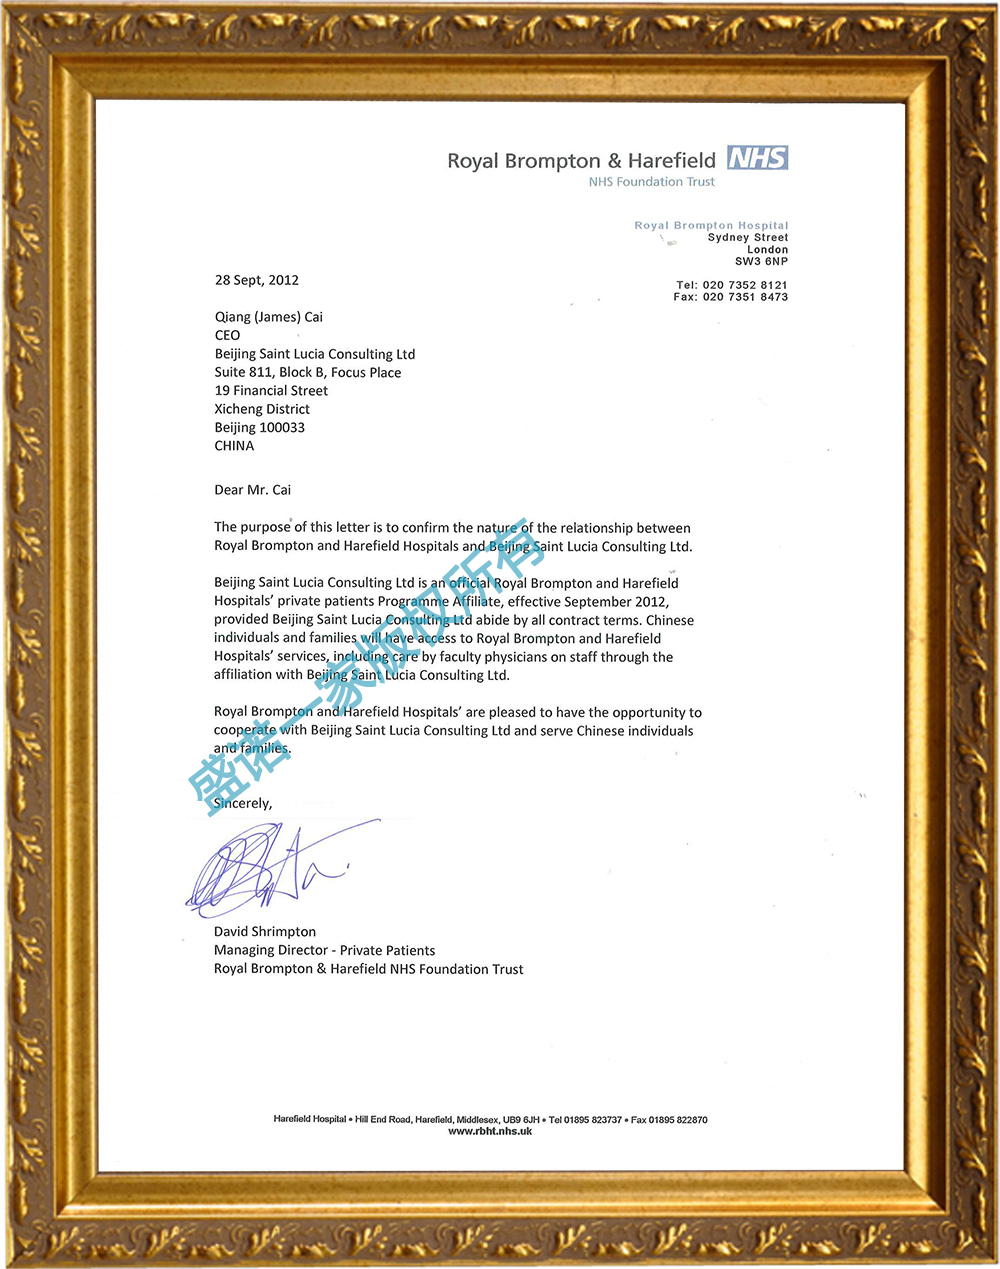 Royal Brompton & Harefield NHS
NHS Foundation Trust
Royal Brompton Hospital
Sydney Street
London
SW3 6NP
Tel: 020 7352 8121
Fax: 020 7351 8473
28 Sept, 2012
Qiang (James) Cai
CEO
Beijing Saint Lucia Consulting Ltd
Suite 811, Block B, Focus Place
19 Financial Street
Xicheng District
Beijing 100033
CHINA
Dear Mr. Cai
The purpose of this letter is to confirm the nature of the relationship between
Royal Brompton and Harefield Hospitals and Beijing Saint Lucia Consulting Ltd.
Beijing Saint Lucia Consulting Ltd is an official Royal Brompton and Harefield
Hospitals' private patients Programme Affiliate, effective September 2012,
provided Beijing Saint Lucia Consulting Ltd abide by all contract terms. Chinese
individuals and families will have access to Royal Brompton and Harefield
Hospitals' services, including care by faculty physicians on staff through the
affiliation with Beijing Saint Lucia Consulting Ltd.
Royal Brompton and Harefield Hospitals' are pleased to have the opportunity to
cooperate with Beijing Saint Lucia Consulting Ltd and serve Chinese individuals
and families.
盛诺一家版权所有
Sincerely,
David Shrimpton
Managing Director - Private Patients
Royal Brompton & Harefield NHS Foundation Trust
Harefield Hospital • Hill End Road, Harefield, Middlesex, UB9 6JH • Tel 01895 823737 • Fax 01895 822870
www.rbht.nhs.uk